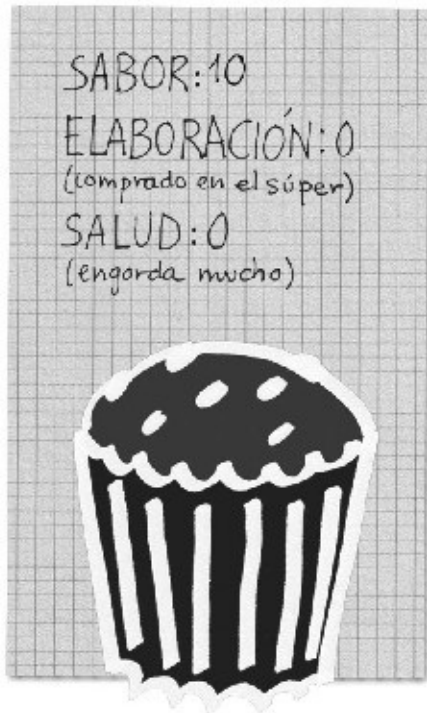 SABOR: 10
ELABORACIÓN: 0
(comprado en el súper)
SALUD: 0
(engorda mucho)